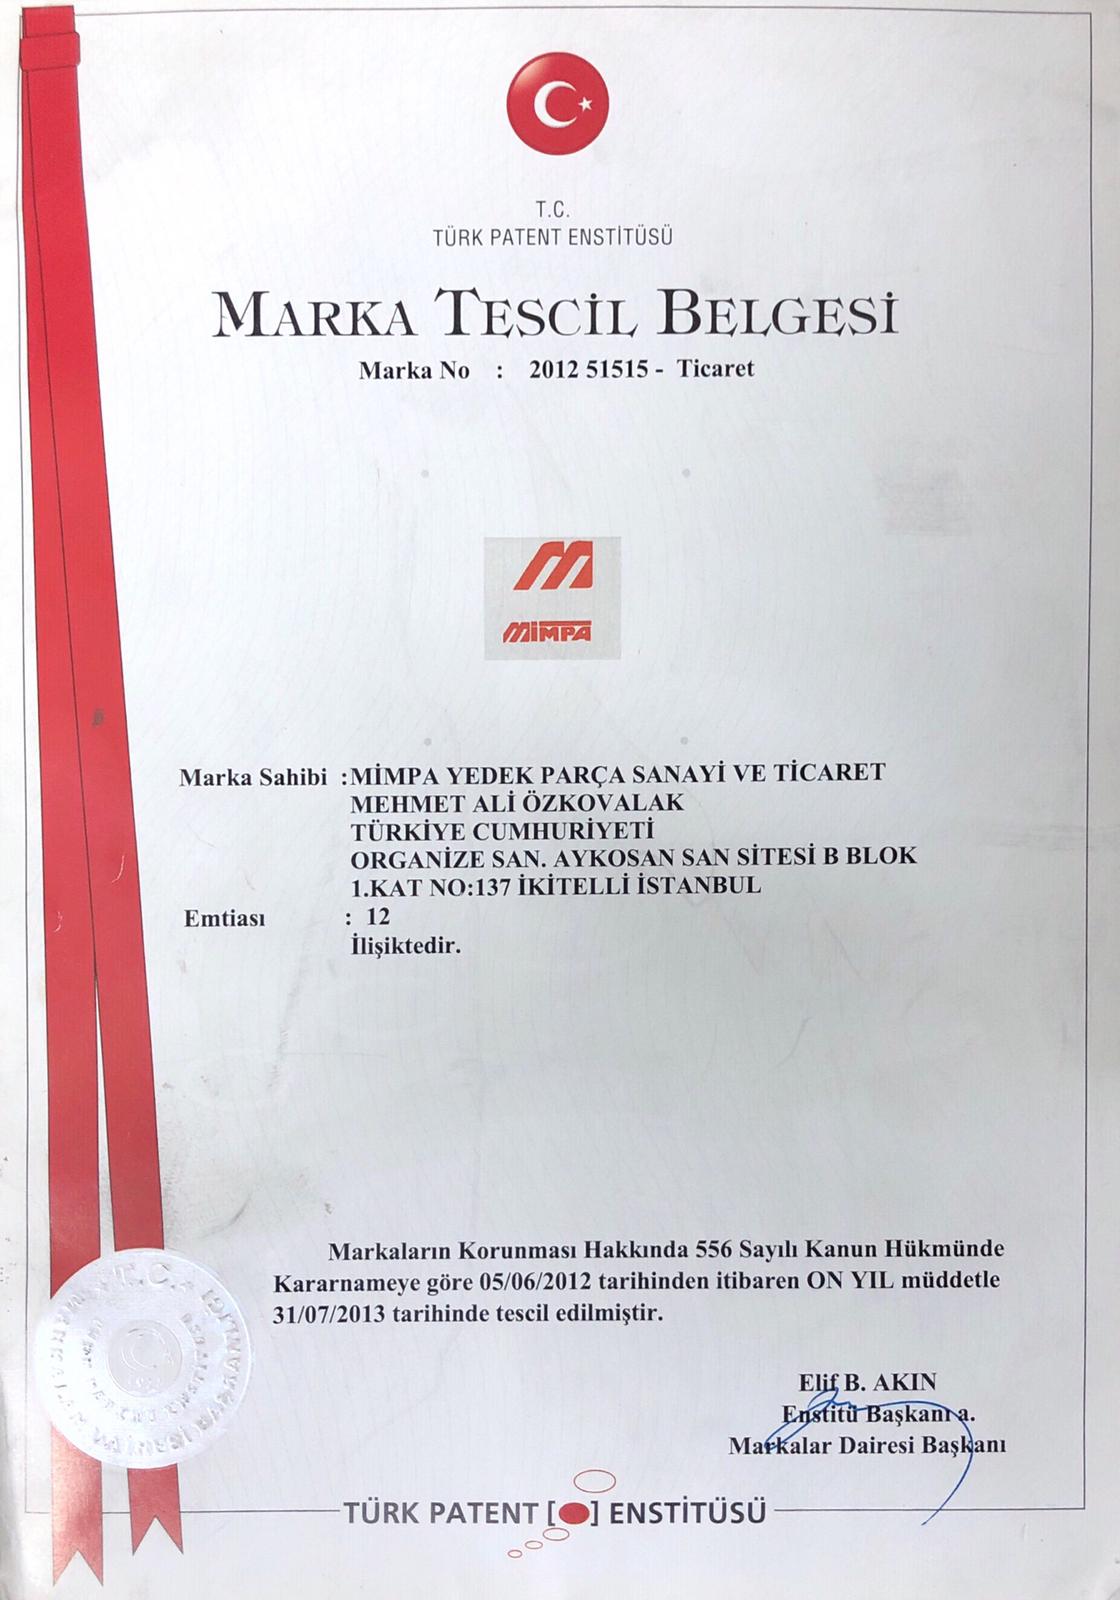 T.C.
TÜRK PATENT ENSTİTÜSÜ
MARKA TESCİL BELGESİ
Marka No : 2012 51515 - Ticaret
M
MİMPA
Marka Sahibi :MİMPA YEDEK PARÇA SANAYİ VE TİCARET
MEHMET ALİ ÖZKOVALAK
TÜRKİYE CUMHURİYETİ
ORGANİZE SAN. AYKOSAN SAN SİTESİ B BLOK
1.KAT NO:137 İKİTELLİ İSTANBUL
Emtiası : 12
İlişiktedir.
Markaların Korunması Hakkında 556 Sayılı Kanun Hükmünde
Kararnameye göre 05/06/2012 tarihinden itibaren ON YIL müddetle
31/07/2013 tarihinde tescil edilmiştir.
T.C.
Elif B. AKIN
Enstitü Başkanı a.
Markalar Dairesi Başkanı
TÜRK PATENT [ ] ENSTİTÜSÜ